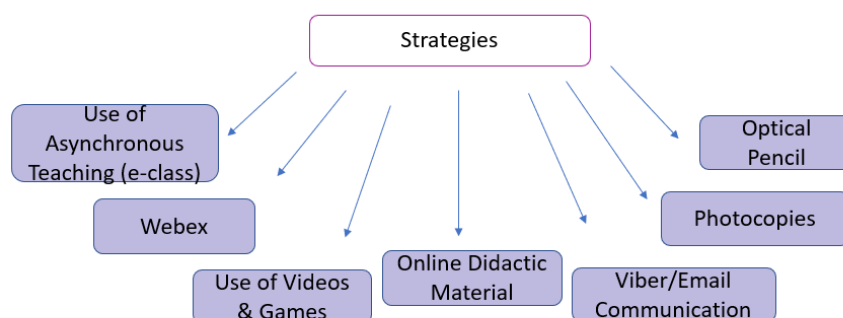 Strategies
Use of
Asynchronous
Teaching (e-class)
Webex
Use of Videos
& Games
Online Didactic
Material
Viber/Email
Communication
Photocopies
Optical
Pencil